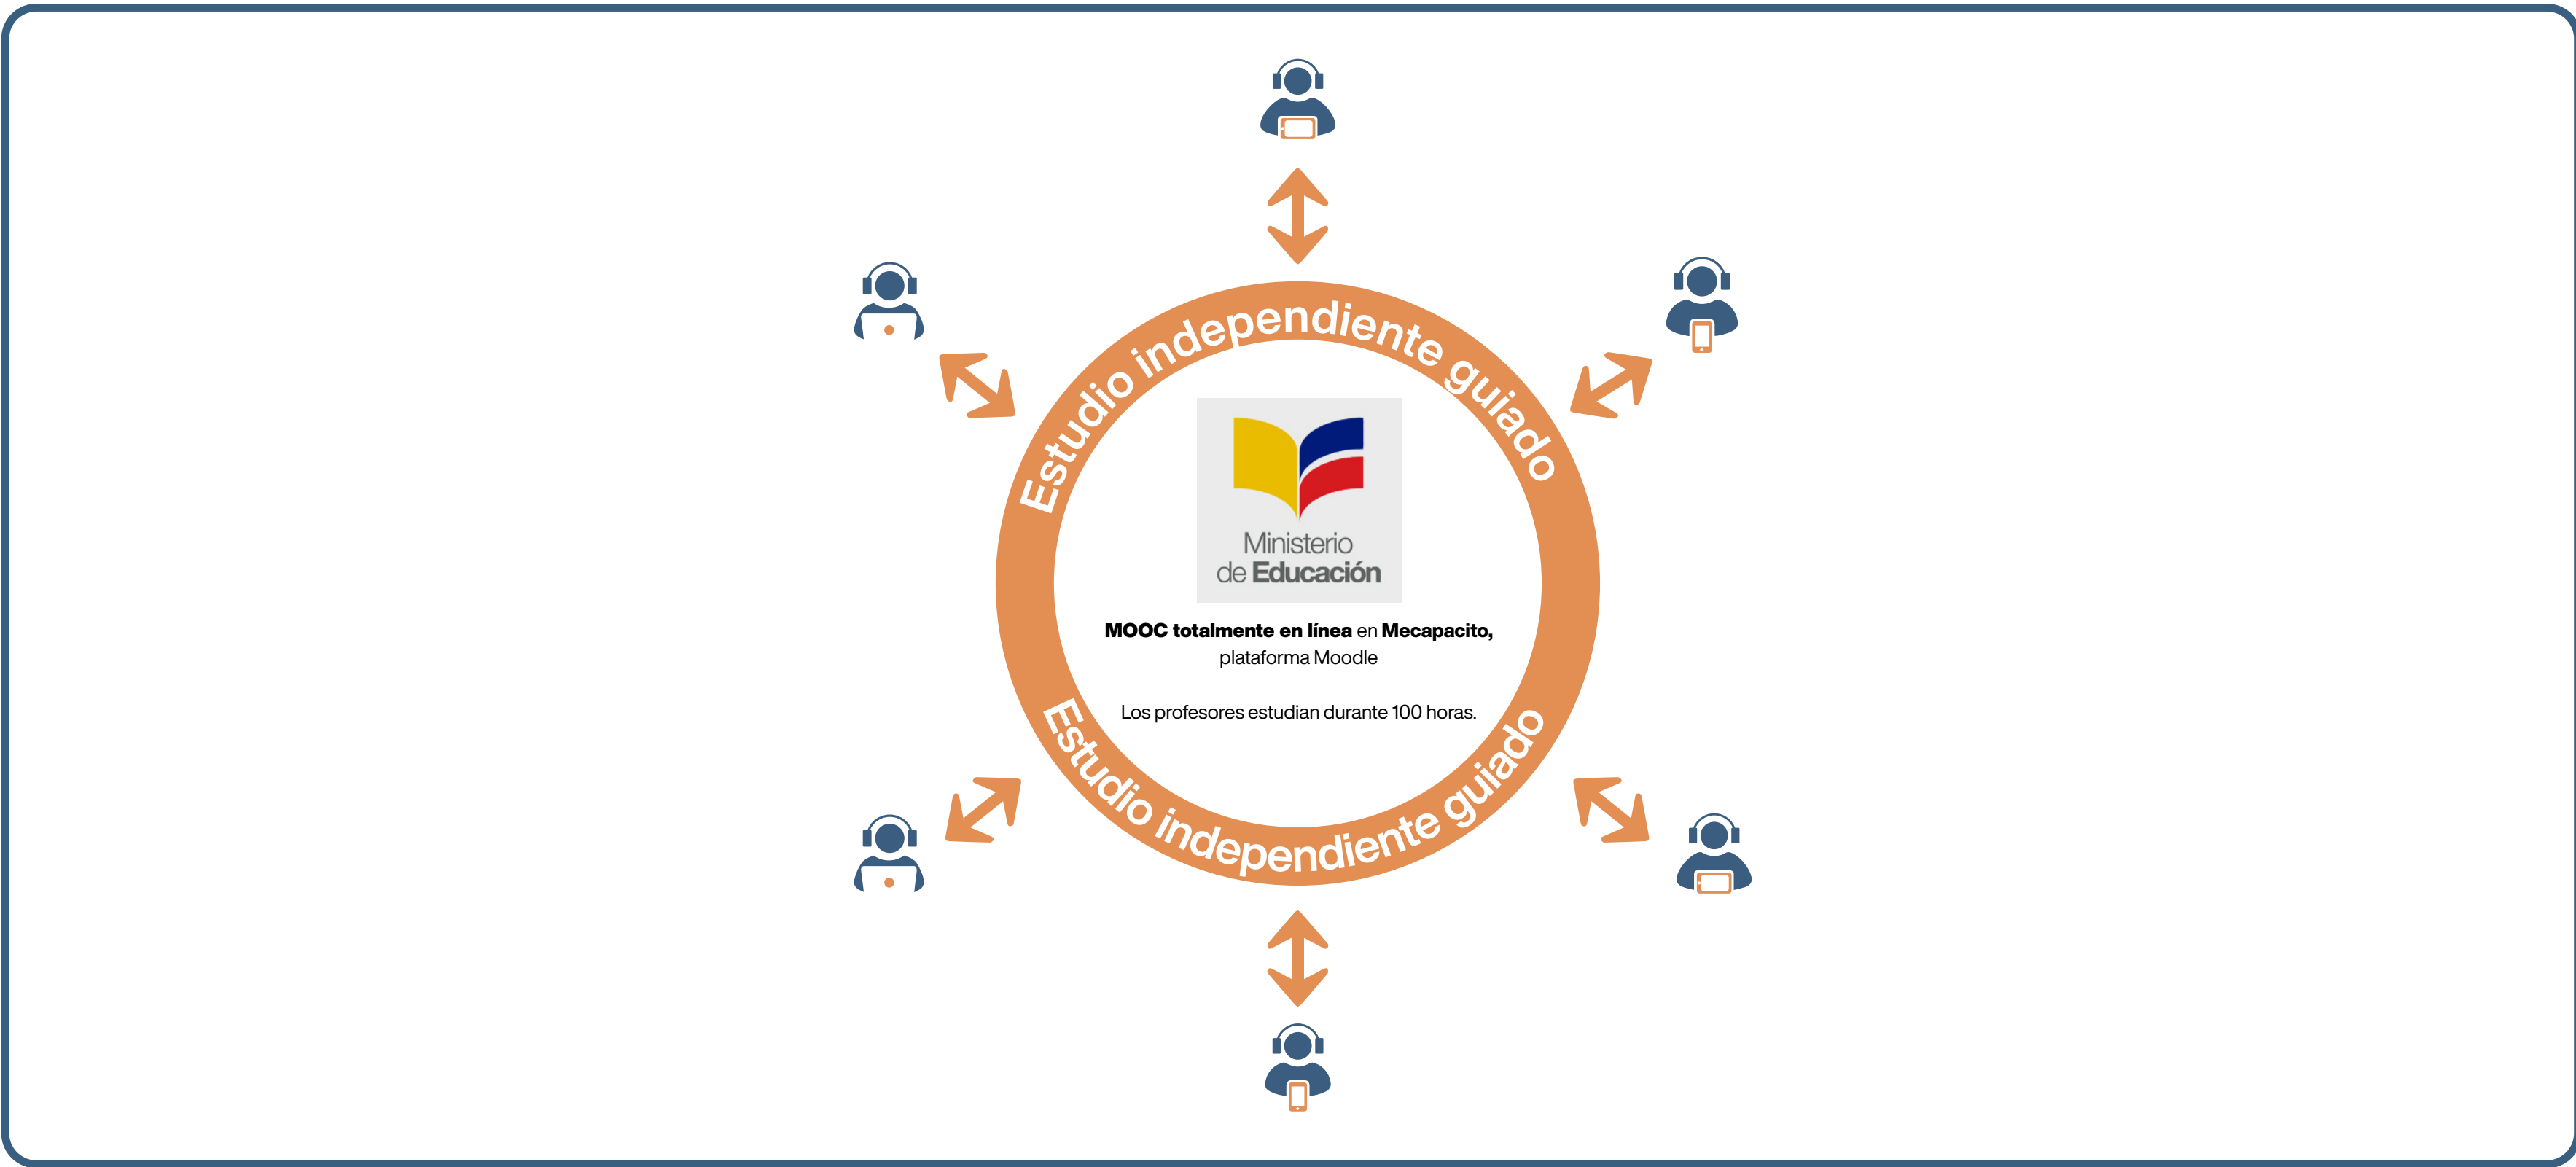 Estudio independiente guiado
Ministerio
de Educación
MOOC totalmente en línea en Mecapacito,
plataforma Moodle
Los profesores estudian durante 100 horas.
Estudio independiente guiado